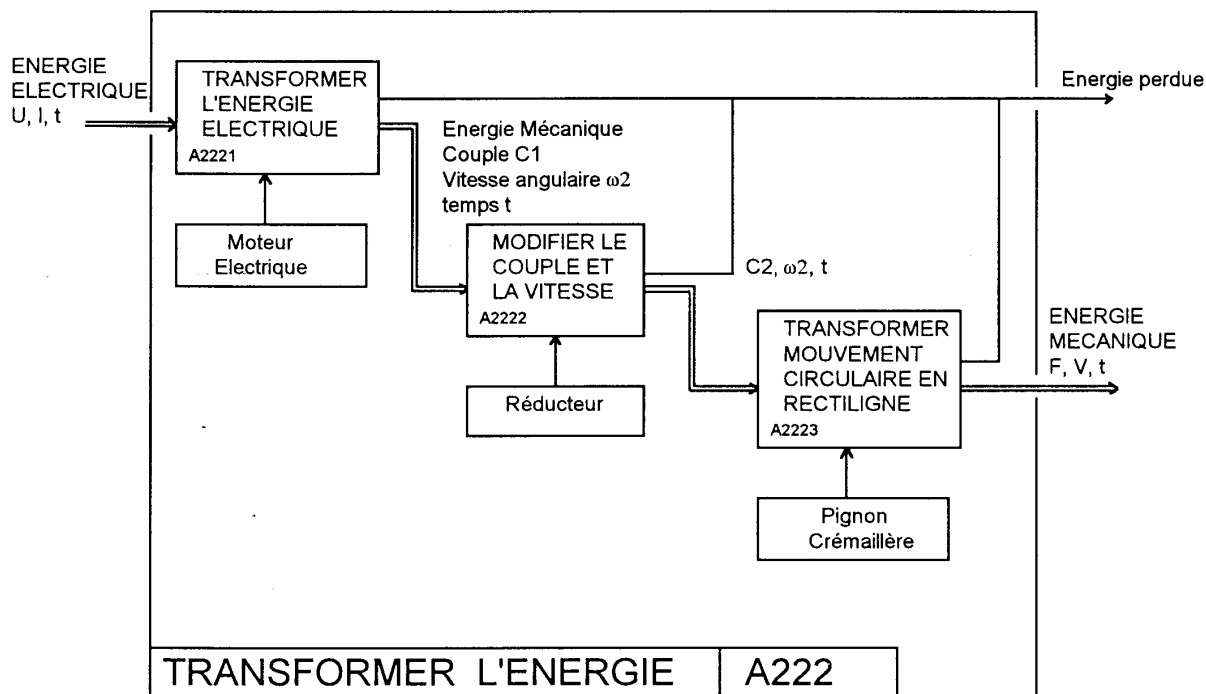 ENERGIE
ELECTRIQUE
U, I, t
TRANSFORMER
L'ENERGIE
ELECTRIQUE
A2221
Energie perdue
Energie Mécanique
Couple C1
Vitesse angulaire ω2
temps t
Moteur
Electrique
MODIFIER LE
COUPLE ET
LA VITESSE
A2222
C2, ω2, t
Réducteur
TRANSFORMER
MOUVEMENT
CIRCULAIRE EN
RECTILIGNE
A2223
ENERGIE
MECANIQUE
F, V, t
Pignon
Crémaillère
TRANSFORMER L'ENERGIE
A222